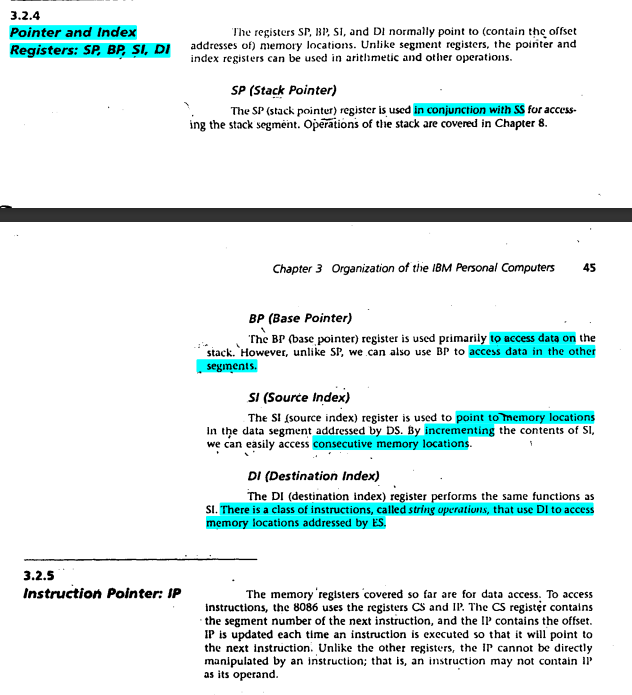 3.2.4
Pointer and Index
Registers: SP, BP, SI, DI
The registers SP, BP, SI, and DI normally point to (contain the offset
addresses of) memory locations. Unlike segment registers, the pointer and
index registers can be used in arithmetic and other operations.
SP (Stack Pointer)
The SP (stack pointer) register is used in conjunction with SS for access-
ing the stack segment. Operations of the stack are covered in Chapter 8.
Chapter 3 Organization of the IBM Personal Computers 45
BP (Base Pointer)
The BP (base pointer) register is used primarily to access data on the
stack. However, unlike SP, we can also use BP to access data in the other
segments.
SI (Source Index)
The SI (source index) register is used to point to memory locations
in the data segment addressed by DS. By incrementing the contents of SI,
we can easily access consecutive memory locations.
DI (Destination Index)
The DI (destination index) register performs the same functions as
SI. There is a class of instructions, called string operations, that use DI to access
memory locations addressed by ES.
3.2.5
Instruction Pointer: IP
The memory registers covered so far are for data access. To access
instructions, the 8086 uses the registers CS and IP. The CS register contains
the segment number of the next instruction, and the IP contains the offset.
IP is updated each time an instruction is executed so that it will point to
the next instruction. Unlike the other registers, the IP cannot be directly
manipulated by an instruction; that is, an instruction may not contain IP
as its operand.